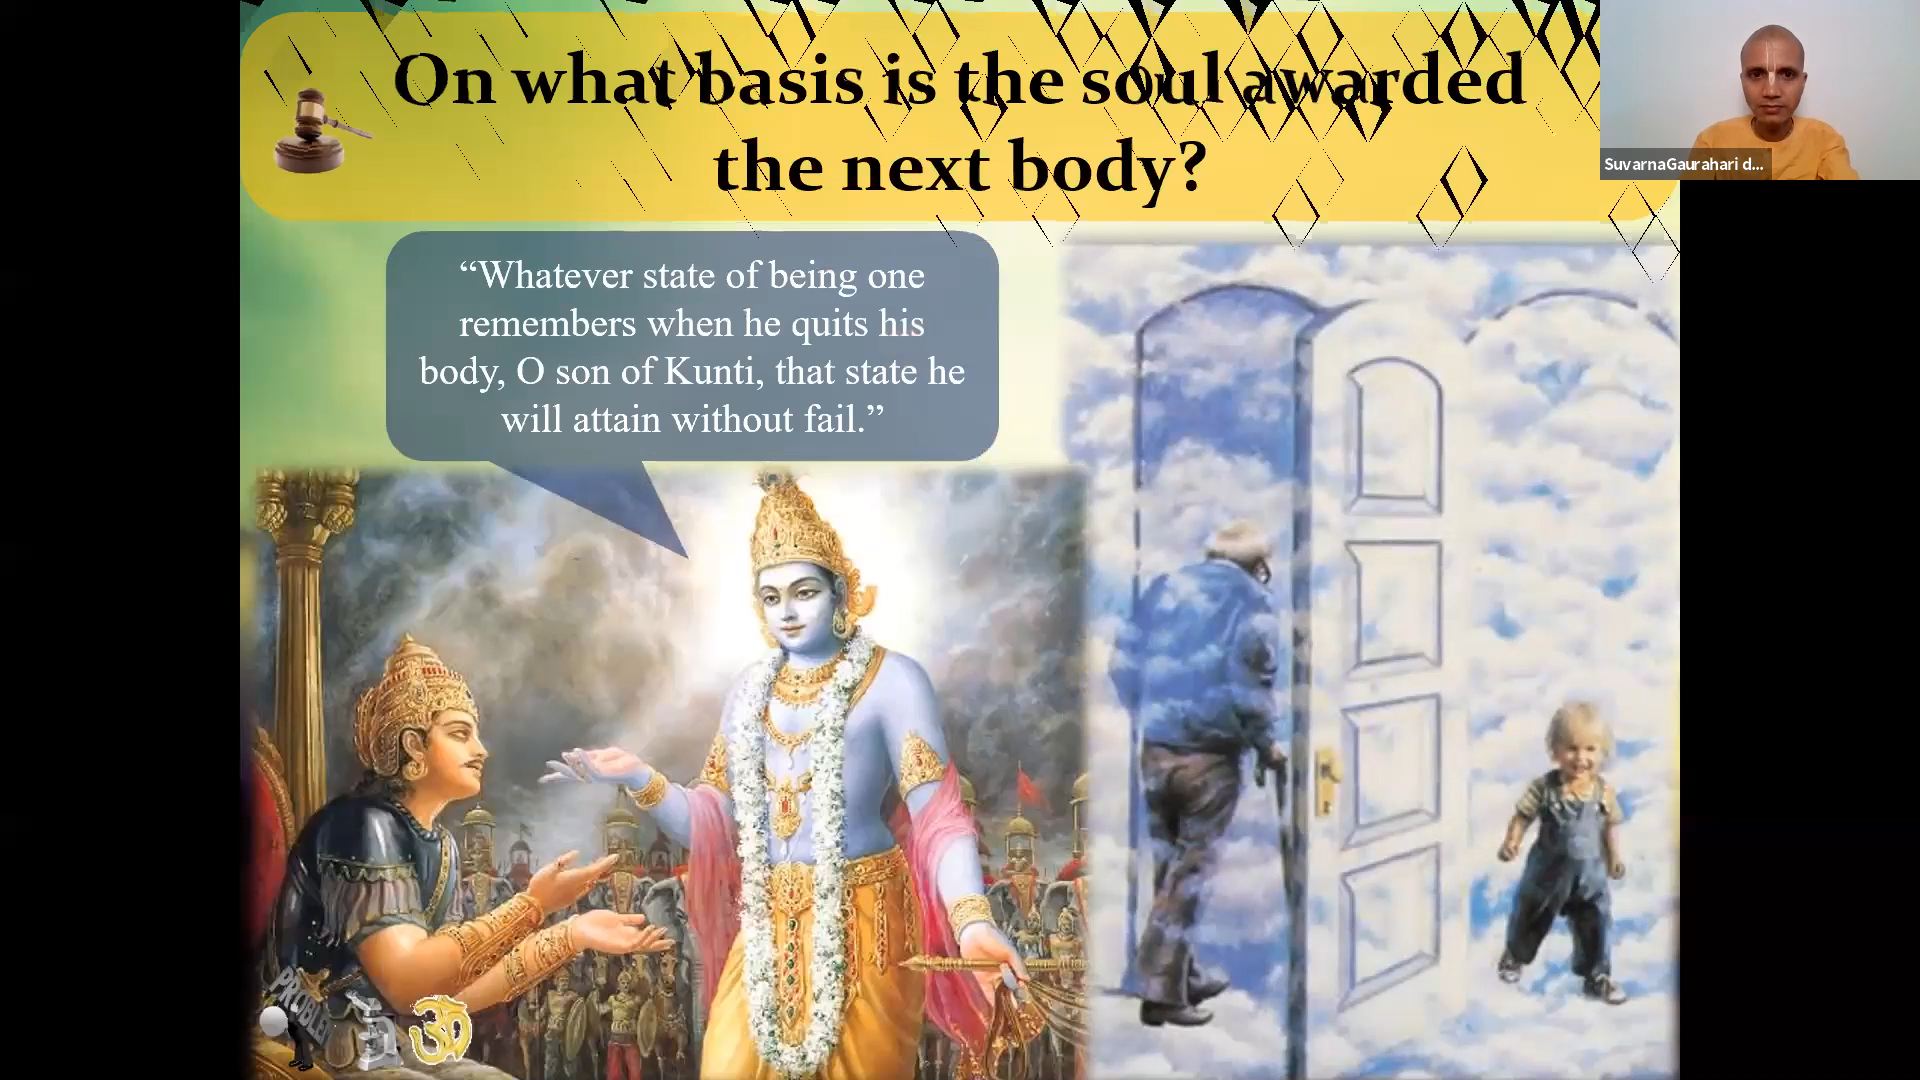 On what basis is the soul awarded
the next body?
SuvarnaGaurahari d...
“Whatever state of being one
remembers when he quits his
body, O son of Kunti, that state he
will attain without fail.”
PROBLEM
ॐ